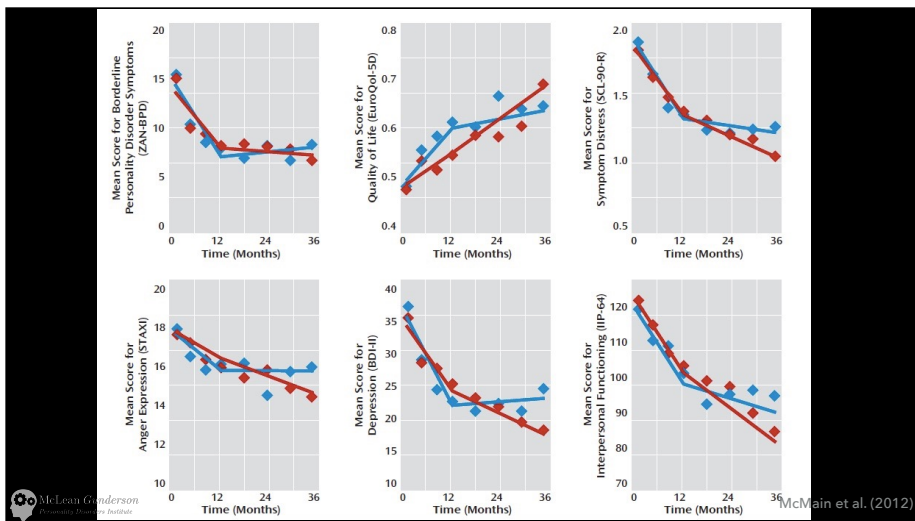 Mean Score for Borderline
Personality Disorder Symptoms
(ZAN-BPD)
20
15
10
5
0
0 12 24 36
Time (Months)
Mean Score for
Quality of Life (EuroQol-5D)
0.8
0.7
0.6
0.5
0.4
0 12 24 36
Time (Months)
Mean Score for
Symptom Distress (SCL-90-R)
2.0
1.5
1.0
0.5
0 12 24 36
Time (Months)
Mean Score for
Anger Expression (STAXI)
20
18
16
14
12
10
0 12 24 36
Time (Months)
Mean Score for
Depression (BDI-II)
40
35
30
25
20
15
10
0 12 24 36
Time (Months)
Mean Score for
Interpersonal Functioning (IIP-64)
120
110
100
90
80
70
0 12 24 36
Time (Months)
McLean Gunderson
Personality Disorders Institute
McMain et al. (2012)